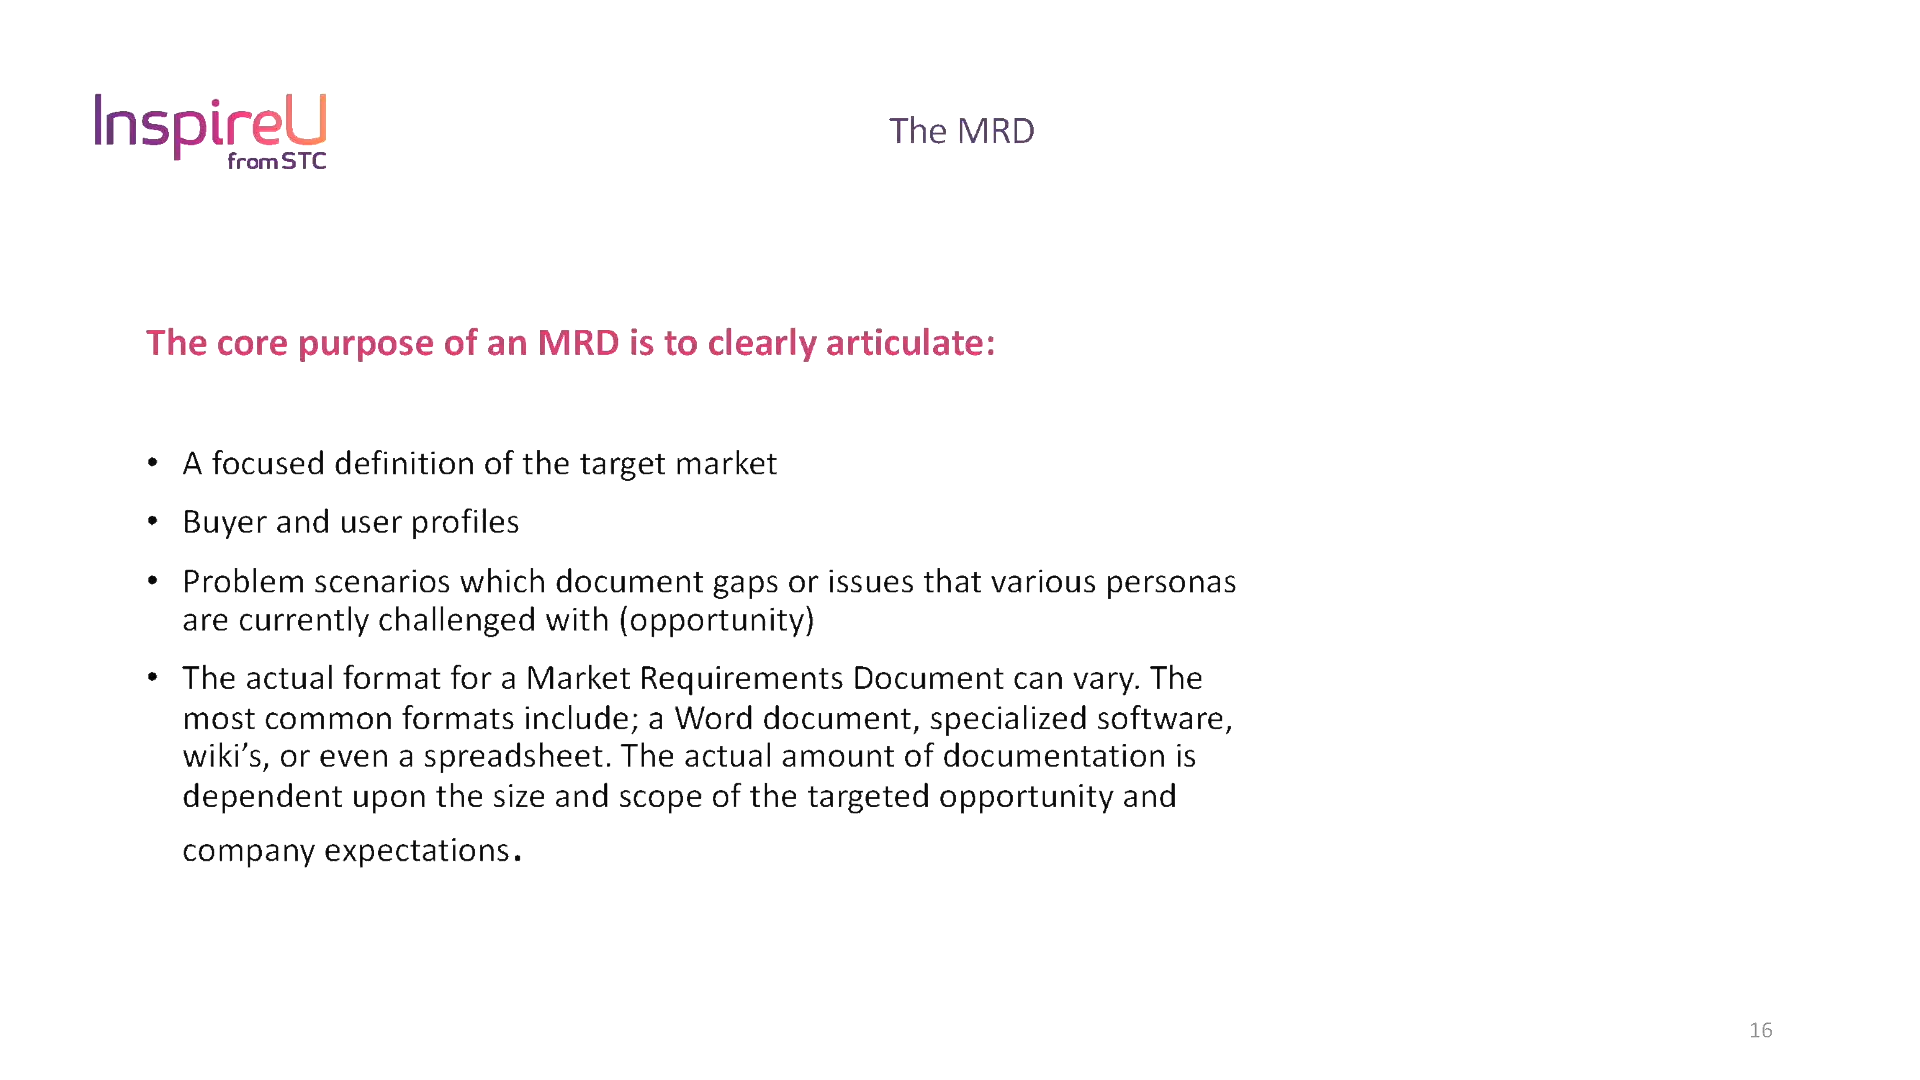 InspireU
from STC
The MRD
The core purpose of an MRD is to clearly articulate:
• A focused definition of the target market
• Buyer and user profiles
• Problem scenarios which document gaps or issues that various personas
are currently challenged with (opportunity)
• The actual format for a Market Requirements Document can vary. The
most common formats include; a Word document, specialized software,
wiki’s, or even a spreadsheet. The actual amount of documentation is
dependent upon the size and scope of the targeted opportunity and
company expectations.
16